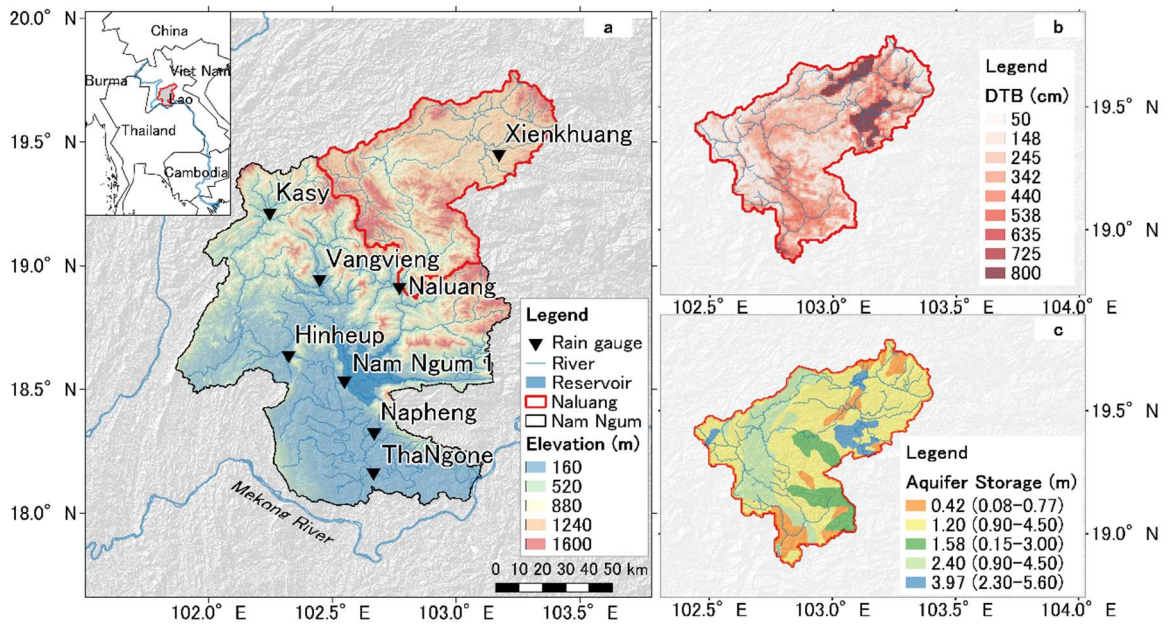 20.0° N
19.5° N
19.0° N
18.5° N
18.0° N
102.0° E
102.5° E
103.0° E
103.5° E
a
China
Burma
Viet Nam
Lao
Thailand
Cambodia
Xienkhuang
Kasy
Vangvieng
Naluang
Hinheup
Nam Ngum 1
Napheng
ThaNgone
Mekong River
Legend
Rain gauge
River
Reservoir
Naluang
Nam Ngum
Elevation (m)
160
520
880
1240
1600
0 10 20 30 40 50 km
b
Legend
DTB (cm)
50
148
245
342
440
538
635
725
800
19.5° N
19.0° N
102.5° E
103.0° E
103.5° E
104.0° E
c
Legend
Aquifer Storage (m)
0.42 (0.08-0.77)
1.20 (0.90-4.50)
1.58 (0.15-3.00)
2.40 (0.90-4.50)
3.97 (2.30-5.60)
19.5° N
19.0° N
102.5° E
103.0° E
103.5° E
104.0° E